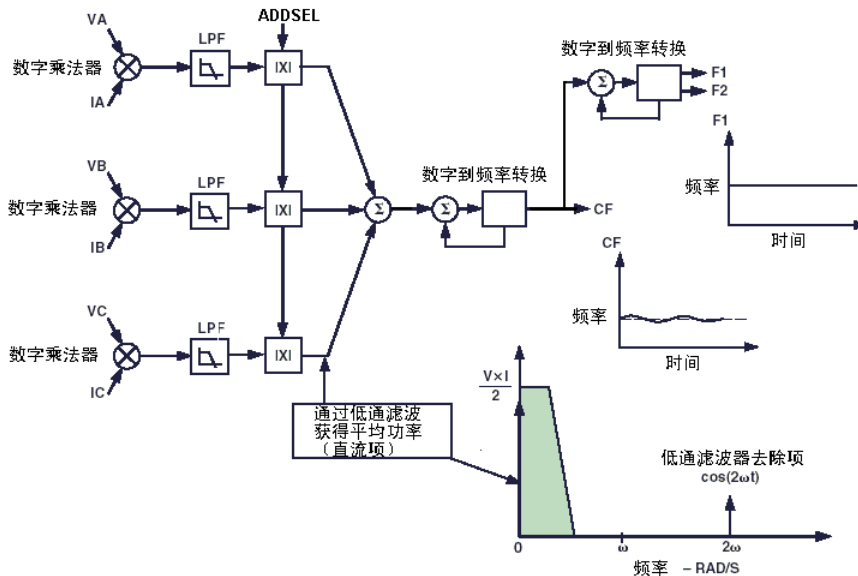 ADDSEL
VA
LPF
数字乘法器
|X|
IA
数字到频率转换
Σ
F1
F2
F1
频率
时间
VB
LPF
数字乘法器
|X|
IB
Σ
数字到频率转换
Σ
CF
CF
频率
时间
VC
LPF
数字乘法器
|X|
IC
通过低通滤波
获得平均功率
（直流项）
V×I
2
低通滤波器去除项
cos(2ωt)
0
ω
2ω
频率 – RAD/S